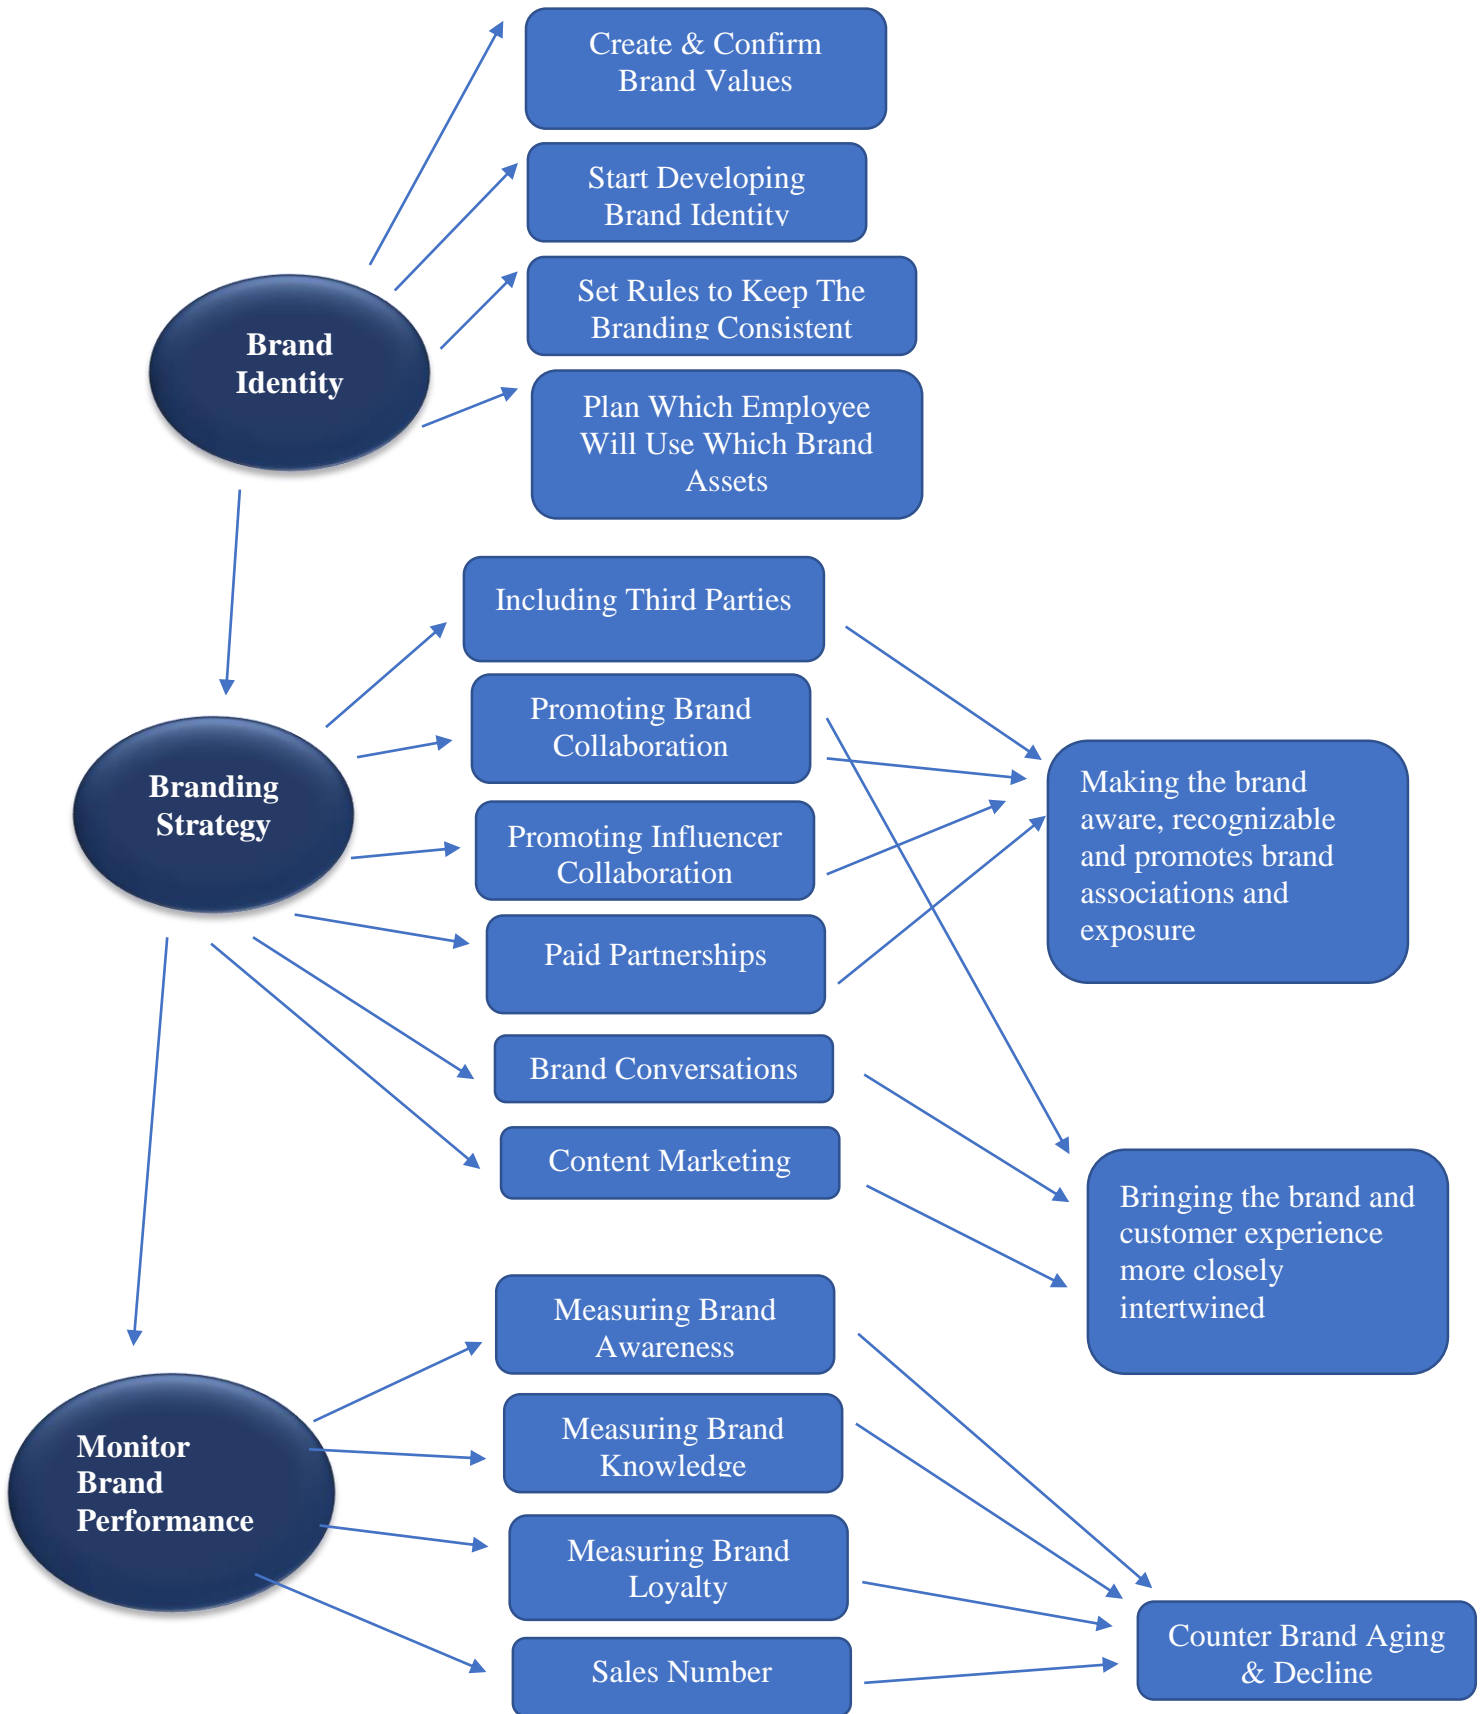 Create & Confirm
Brand Values
Start Developing
Brand Identity
Set Rules to Keep The
Branding Consistent
Brand
Identity
Plan Which Employee
Will Use Which Brand
Assets
Including Third Parties
Promoting Brand
Collaboration
Branding
Strategy
Making the brand
aware, recognizable
and promotes brand
associations and
exposure
Promoting Influencer
Collaboration
Paid Partnerships
Brand Conversations
Content Marketing
Bringing the brand and
customer experience
more closely
intertwined
Measuring Brand
Awareness
Monitor
Brand
Performance
Measuring Brand
Knowledge
Measuring Brand
Loyalty
Sales Number
Counter Brand Aging
& Decline